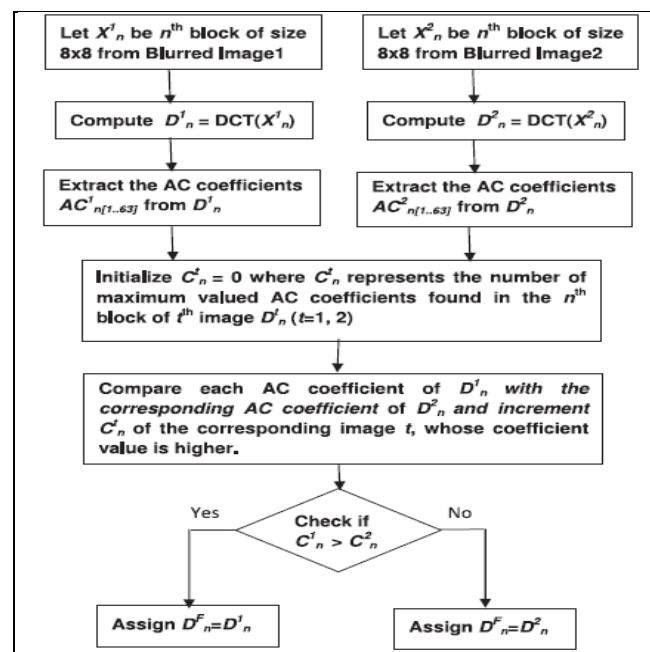 Let X¹ₙ be nᵗʰ block of size
8x8 from Blurred Image1
Let X²ₙ be nᵗʰ block of size
8x8 from Blurred Image2
Compute D¹ₙ = DCT(X¹ₙ)
Compute D²ₙ = DCT(X²ₙ)
Extract the AC coefficients
AC¹ₙ[1..63] from D¹ₙ
Extract the AC coefficients
AC²ₙ[1..63] from D²ₙ
Initialize Cᵗₙ = 0 where Cᵗₙ represents the number of
maximum valued AC coefficients found in the nᵗʰ
block of tᵗʰ image Dᵗₙ (t=1, 2)
Compare each AC coefficient of D¹ₙ with the
corresponding AC coefficient of D²ₙ and increment
Cᵗₙ of the corresponding image t, whose coefficient
value is higher.
Yes
No
Check if
C¹ₙ > C²ₙ
Assign Dᶠₙ=D¹ₙ
Assign Dᶠₙ=D²ₙ